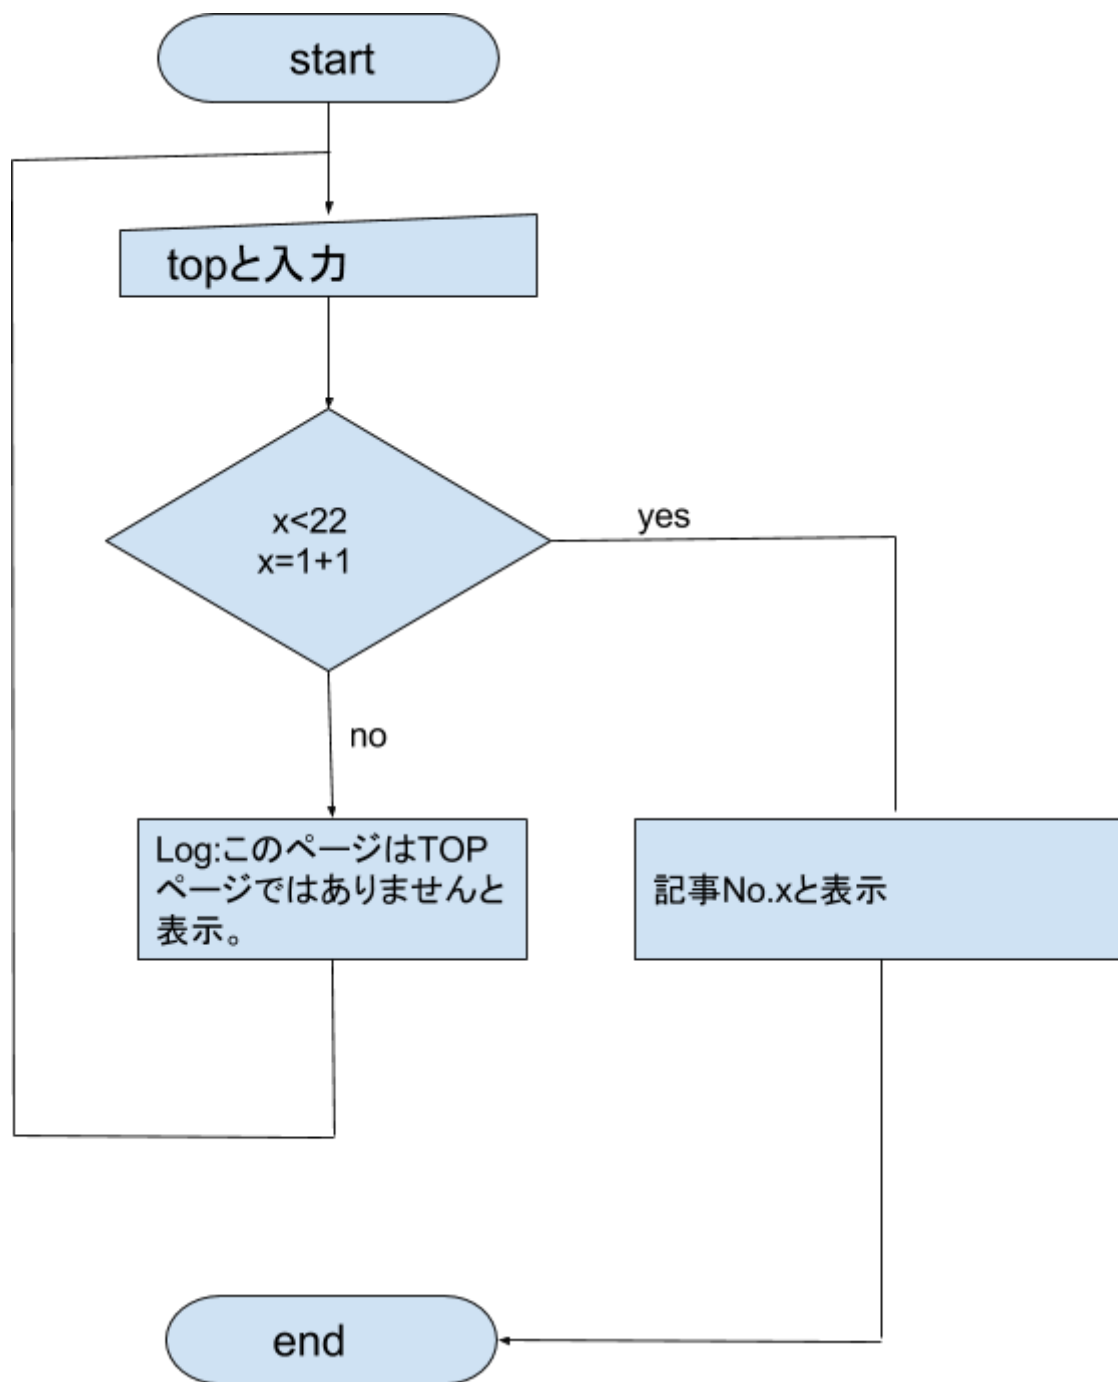 start
topと入力
x<22
x=1+1
yes
no
Log:このページはTOP
ページではありませんと
表示。
記事No.xと表示
end